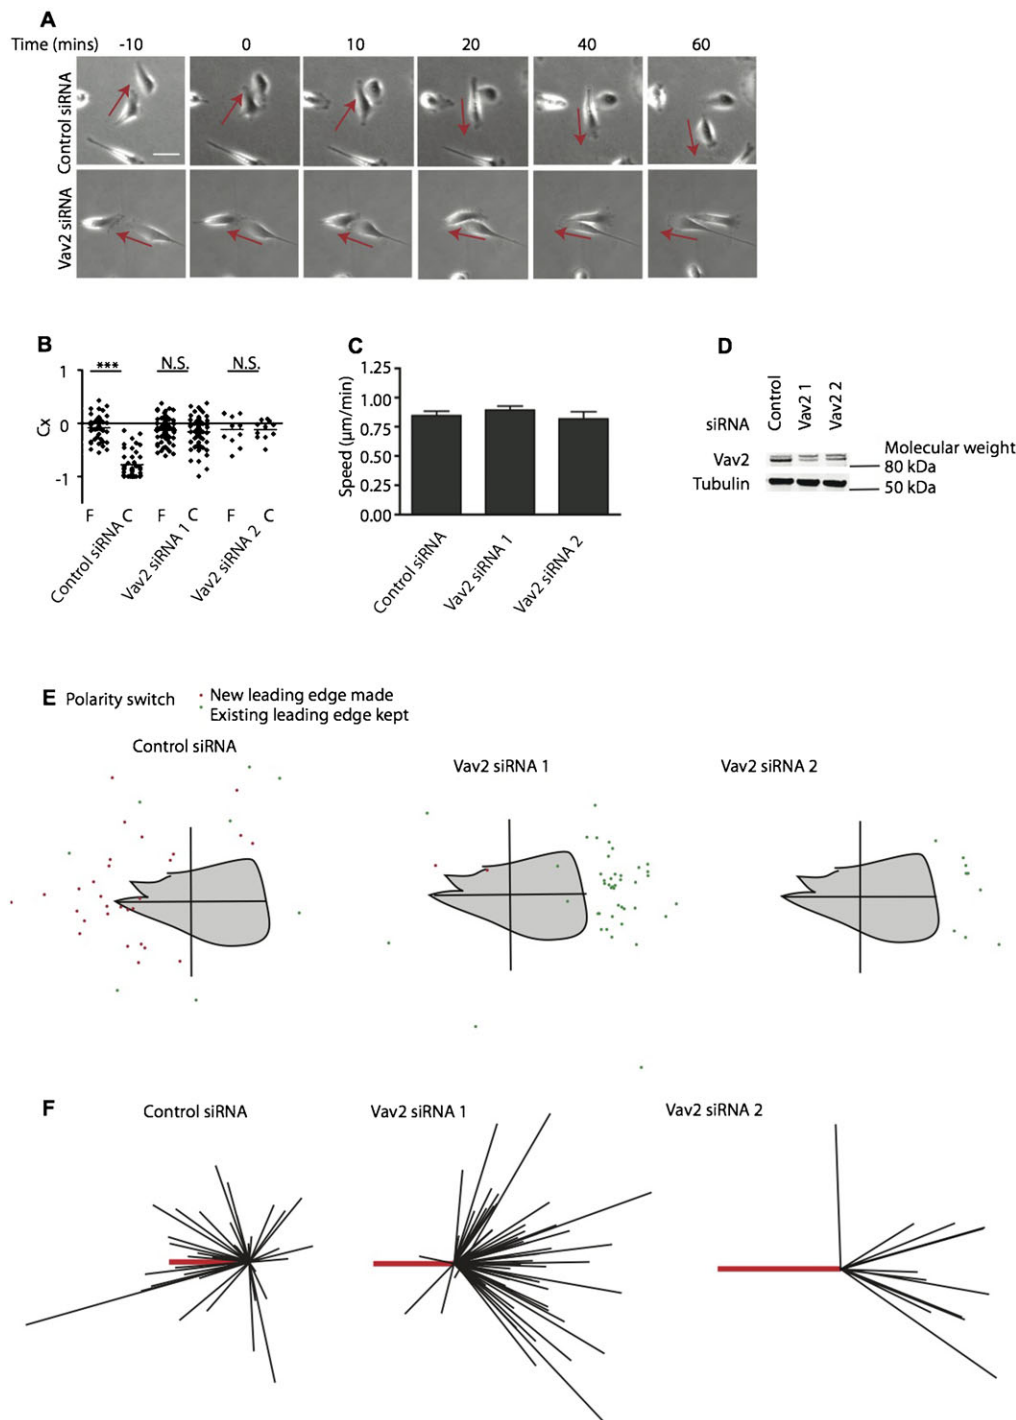 A
Time (mins) -10 0 10 20 40 60
Control siRNA
Vav2 siRNA
B
1
*** N.S. N.S.
Cx
0
-1
F C F C F C
Control siRNA
Vav2 siRNA 1
Vav2 siRNA 2
C
Speed (µm/min)
1.25
1.00
0.75
0.50
0.25
0.00
Control siRNA
Vav2 siRNA 1
Vav2 siRNA 2
D
siRNA Control Vav2 1 Vav2 2
Molecular weight
Vav2 80 kDa
Tubulin 50 kDa
E Polarity switch
New leading edge made
Existing leading edge kept
Control siRNA
Vav2 siRNA 1
Vav2 siRNA 2
F
Control siRNA
Vav2 siRNA 1
Vav2 siRNA 2